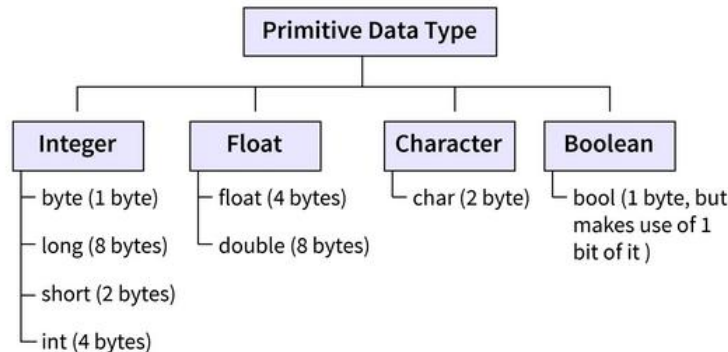 Primitive Data Type
Integer
Float
Character
Boolean
byte (1 byte)
long (8 bytes)
short (2 bytes)
int (4 bytes)
float (4 bytes)
double (8 bytes)
char (2 byte)
bool (1 byte, but
makes use of 1
bit of it )